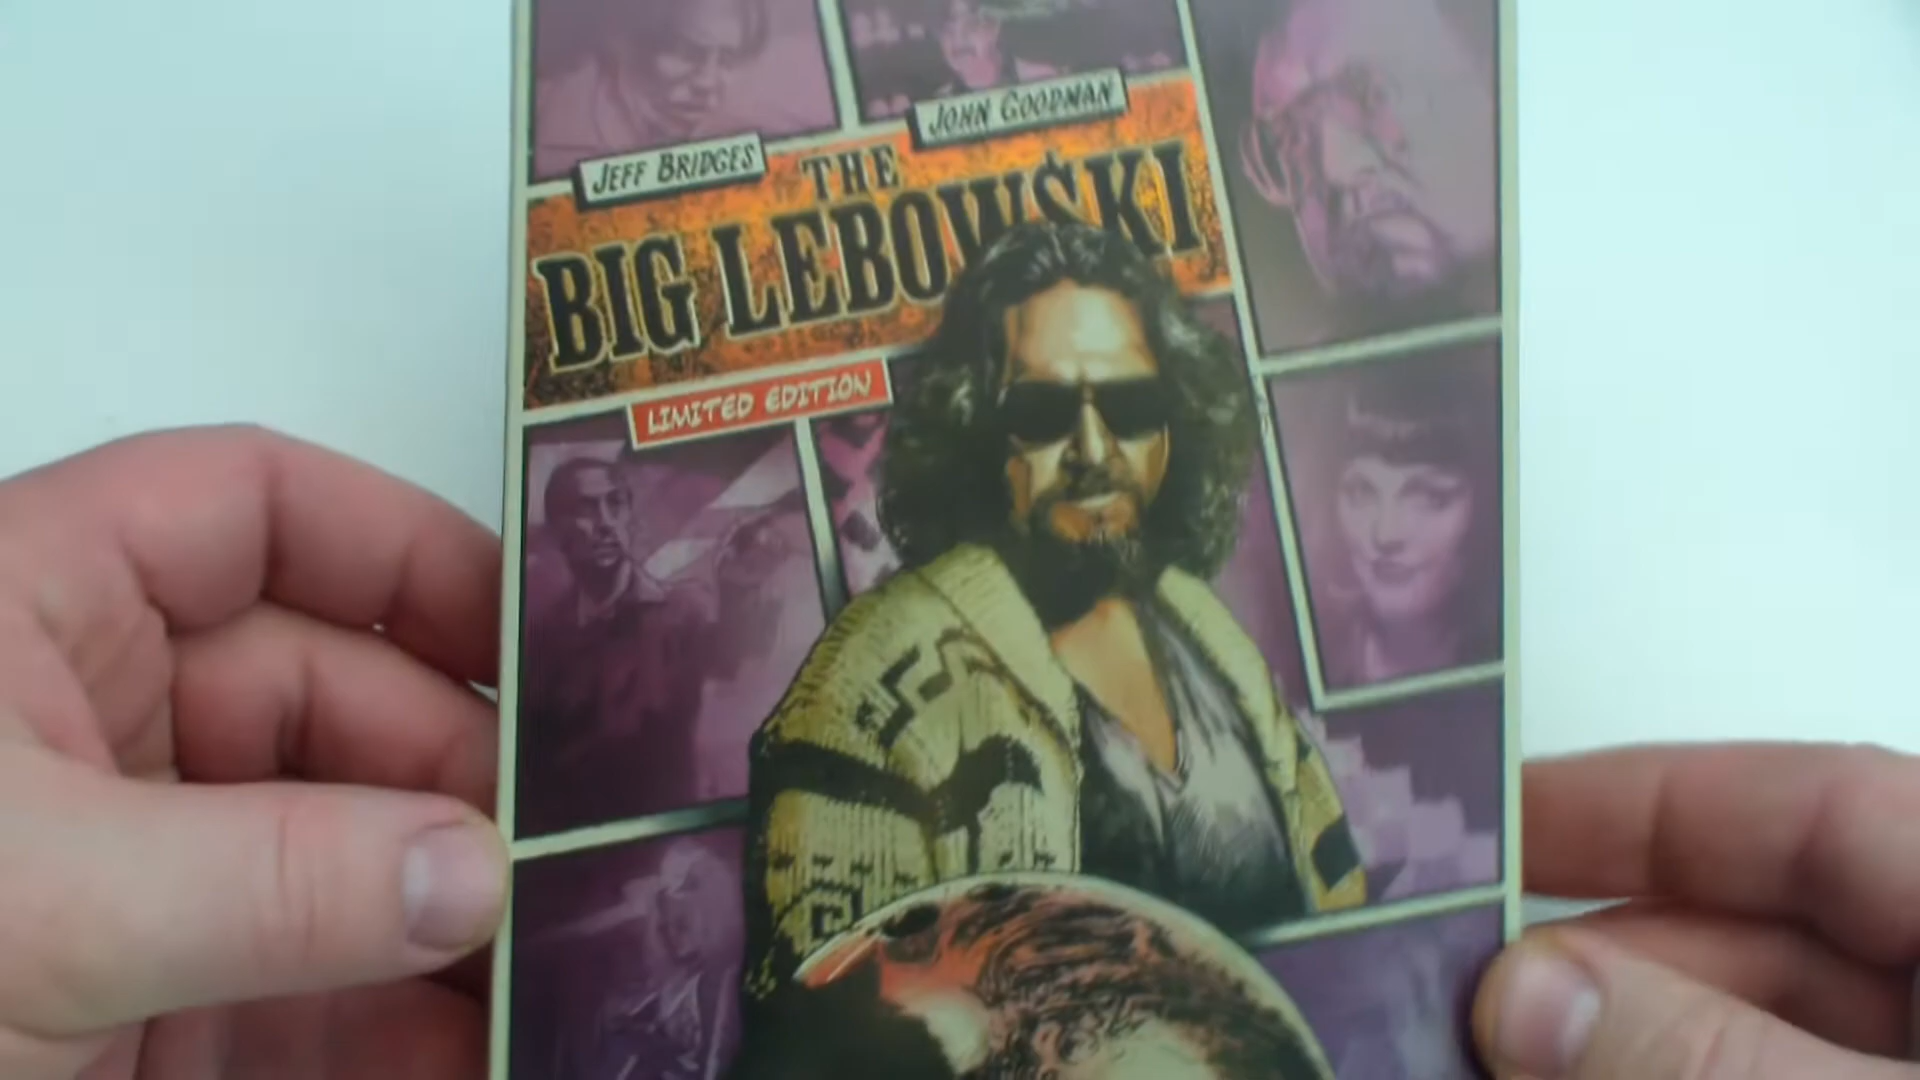 JOHN GOODMAN
JEFF BRIDGES
THE
BIG LEBOWSKI
LIMITED EDITION